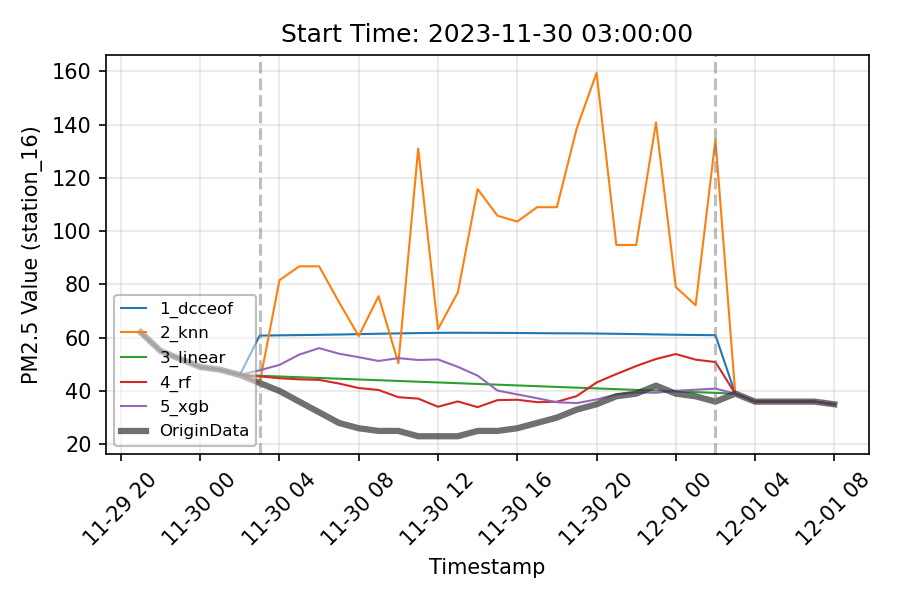 Start Time: 2023-11-30 03:00:00
PM2.5 Value (station_16)
160
140
120
100
80
60
40
20
1_dcceof
2_knn
3_linear
4_rf
5_xgb
OriginData
11-29 20
11-30 00
11-30 04
11-30 08
11-30 12
11-30 16
11-30 20
12-01 00
12-01 04
12-01 08
Timestamp